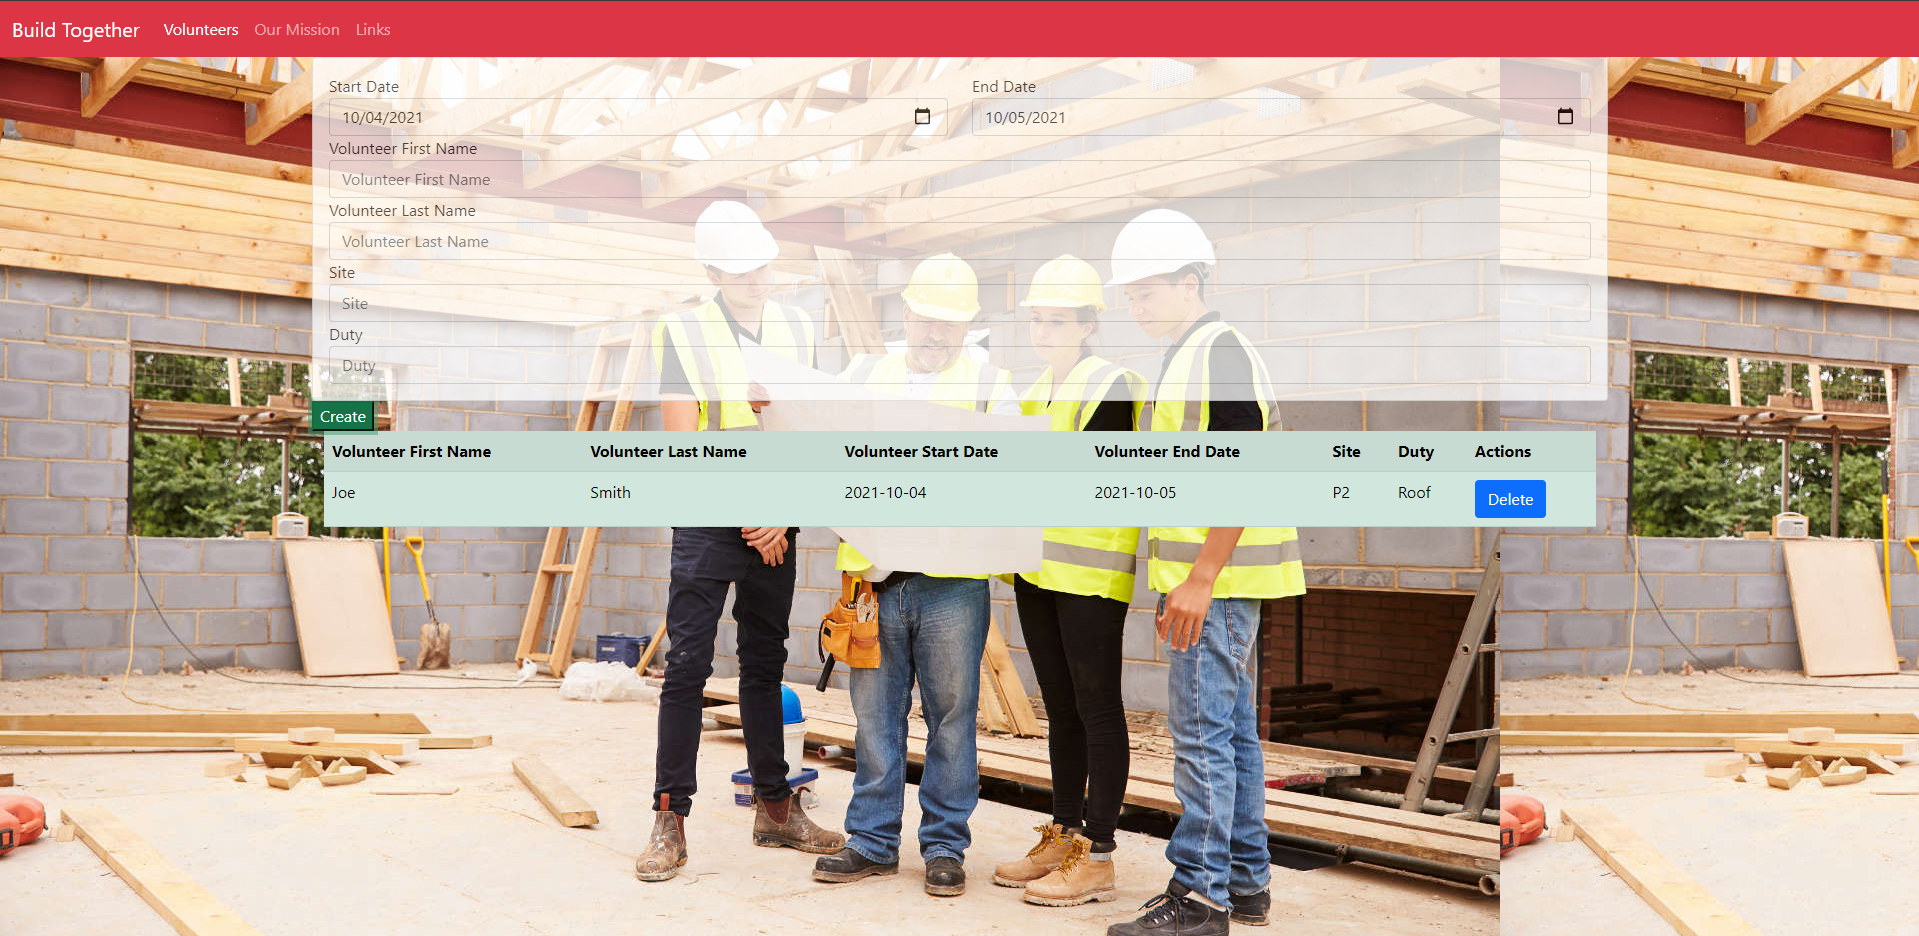 Build Together Volunteers Our Mission Links
Start Date End Date
10/04/2021 10/05/2021
Volunteer First Name
Volunteer First Name
Volunteer Last Name
Volunteer Last Name
Site
Site
Duty
Duty
Create
Volunteer First Name Volunteer Last Name Volunteer Start Date Volunteer End Date Site Duty Actions
Joe Smith 2021-10-04 2021-10-05 P2 Roof Delete